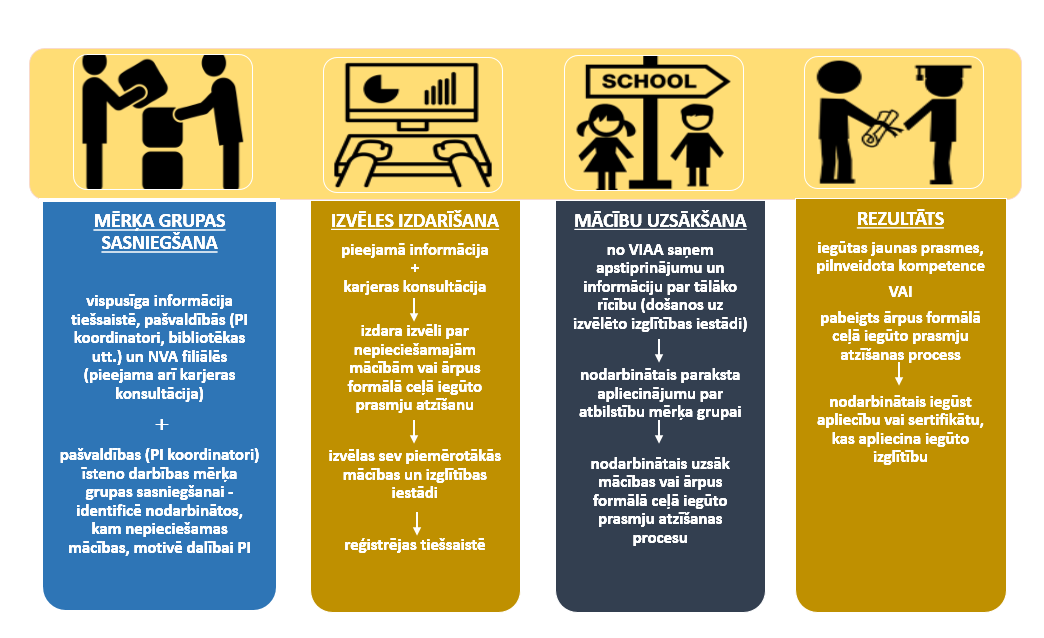 SCHOOL
MĒRĶA GRUPAS
SASNIEGŠANA
vispusīga informācija
tiešsaistē, pašvaldībās (PI
koordinatori, bibliotēkas
utt.) un NVA filiālēs
(pieejama arī karjeras
konsultācija)
+
pašvaldības (PI koordinatori)
īsteno darbības mērķa
grupas sasniegšanai -
identificē nodarbinātos,
kam nepieciešamas
mācības, motivē dalībai PI
IZVĒLES IZDARĪŠANA
pieejamā informācija
+
karjeras konsultācija
izdara izvēli par
nepieciešamajām
mācībām vai ārpus
formālā ceļā iegūto
prasmju atzīšanu
izvēlas sev piemērotākās
mācības un izglītības
iestādi
reģistrējas tiešsaistē
MĀCĪBU UZSĀKŠANA
no VIAA saņem
apstiprinājumu un
informāciju par tālāko
rīcību (došanos uz
izvēlēto izglītības iestādi)
nodarbinātais paraksta
apliecinājumu par
atbilstību mērķa grupai
nodarbinātais uzsāk
mācības vai ārpus
formālā ceļā iegūto
prasmju atzīšanas
procesu
REZULTĀTS
iegūtas jaunas prasmes,
pilnveidota kompetence
VAI
pabeigts ārpus formālā
ceļā iegūto prasmju
atzīšanas process
nodarbinātais iegūst
apliecību vai sertifikātu,
kas apliecina iegūto
izglītību